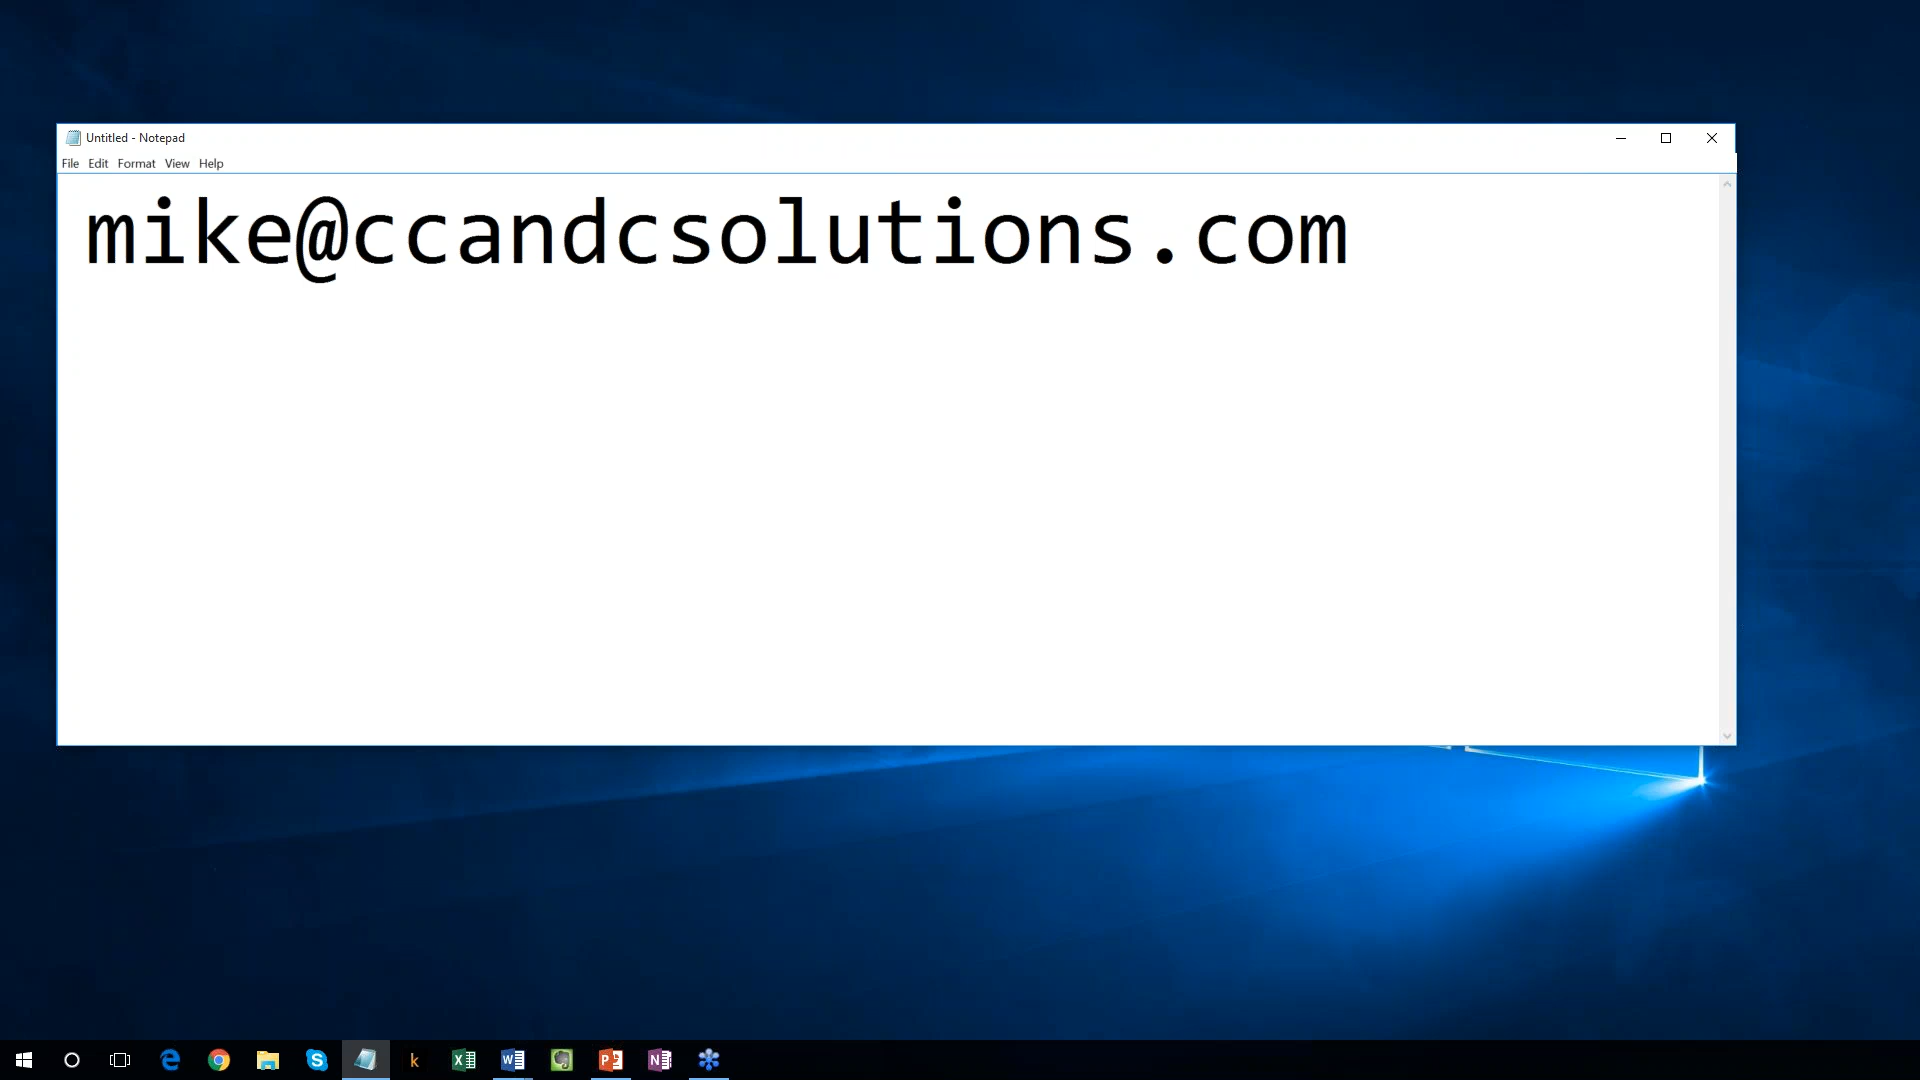 Untitled - Notepad
File Edit Format View Help
mike@ccandcsolutions.com